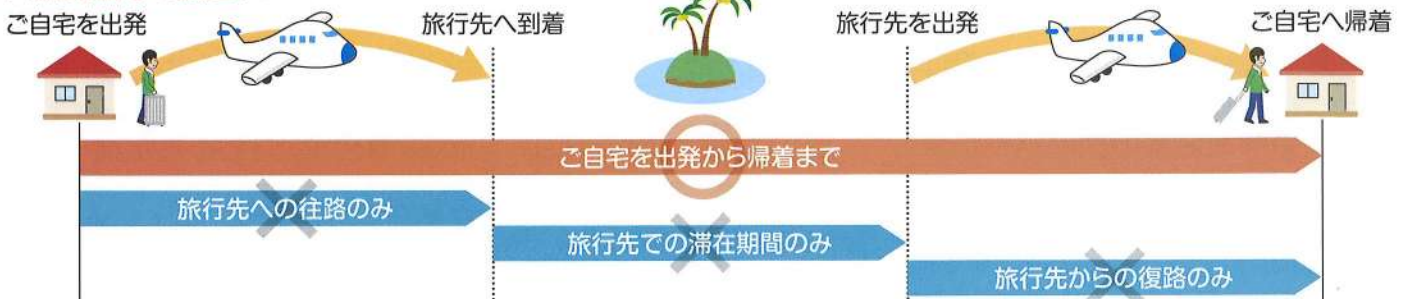 ご自宅を出発
旅行先へ到着
旅行先を出発
ご自宅へ帰着
ご自宅を出発から帰着まで
旅行先への往路のみ
旅行先での滞在期間のみ
旅行先からの復路のみ